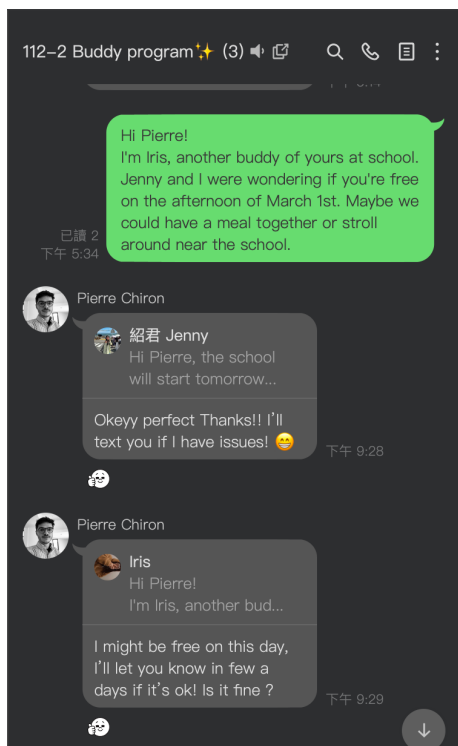 112-2 Buddy program✨ (3)
Hi Pierre!
I'm Iris, another buddy of yours at school.
Jenny and I were wondering if you're free
on the afternoon of March 1st. Maybe we
could have a meal together or stroll
around near the school.
已讀 2
下午 5:34
Pierre Chiron
紹君 Jenny
Hi Pierre, the school
will start tomorrow...
Okeyy perfect Thanks!! I'll
text you if I have issues! 😁
下午 9:28
Pierre Chiron
Iris
Hi Pierre!
I'm Iris, another bud...
I might be free on this day,
I'll let you know in few a
days if it's ok! Is it fine ?
下午 9:29